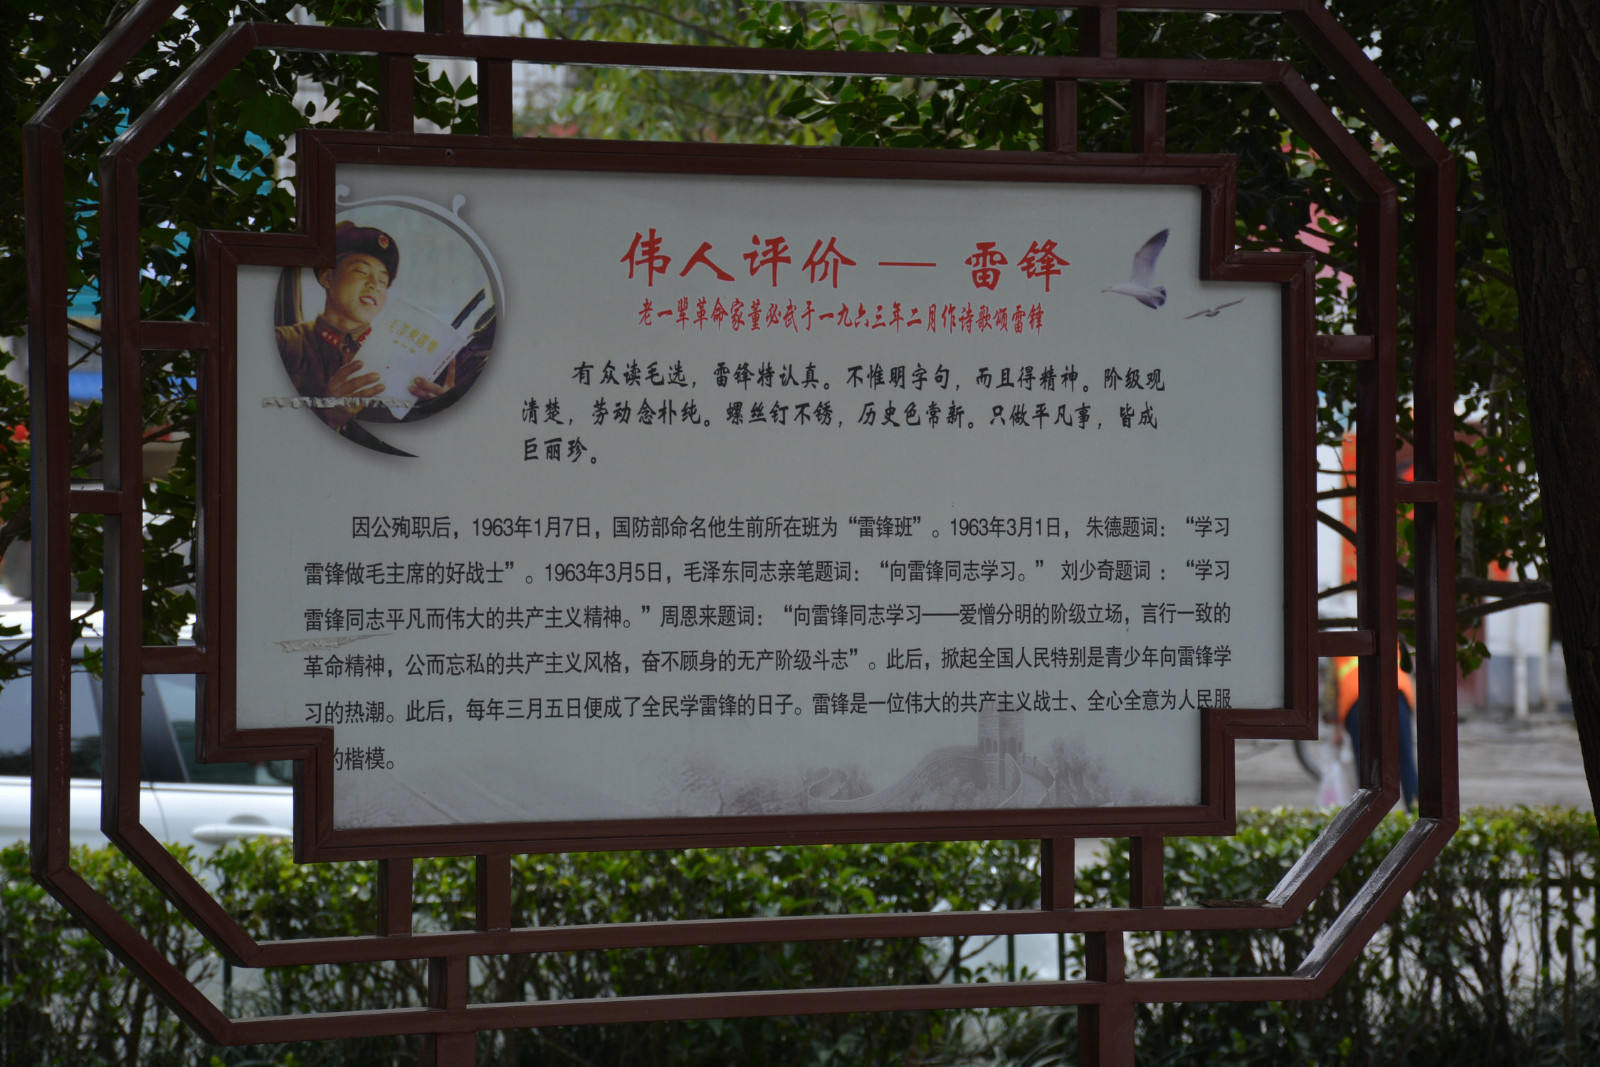 伟人评价 — 雷锋
老一辈革命家董必武于一九六三年二月作诗歌颂雷锋
有众读毛选，雷锋特认真。不惟明字句，而且得精神。阶级观
清楚，劳动念朴纯。螺丝钉不锈，历史色常新。只做平凡事，皆成
巨丽珍。
因公殉职后，1963年1月7日，国防部命名他生前所在班为“雷锋班”。1963年3月1日，朱德题词：“学习
雷锋做毛主席的好战士”。1963年3月5日，毛泽东同志亲笔题词：“向雷锋同志学习。” 刘少奇题词 ：“学习
雷锋同志平凡而伟大的共产主义精神。”周恩来题词：“向雷锋同志学习——爱憎分明的阶级立场，言行一致的
革命精神，公而忘私的共产主义风格，奋不顾身的无产阶级斗志”。此后，掀起全国人民特别是青少年向雷锋学
习的热潮。此后，每年三月五日便成了全民学雷锋的日子。雷锋是一位伟大的共产主义战士、全心全意为人民服
的楷模。